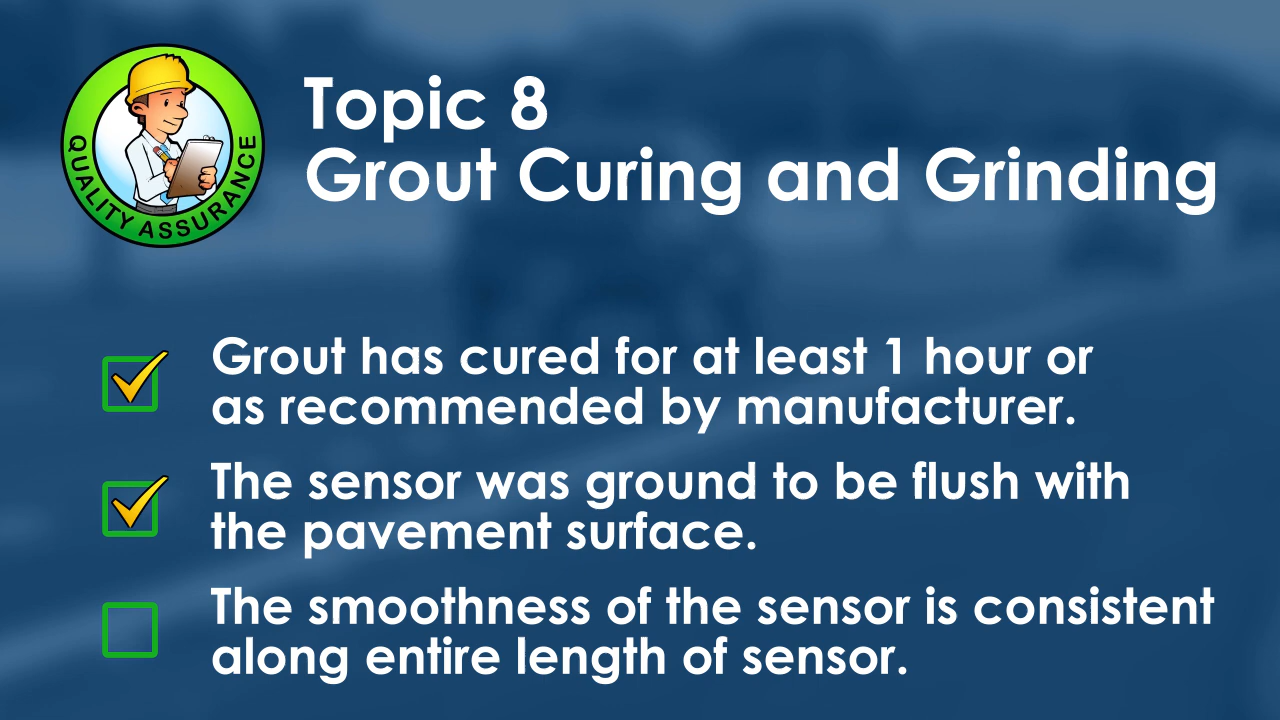 QUALITY ASSURANCE
Topic 8
Grout Curing and Grinding
Grout has cured for at least 1 hour or
as recommended by manufacturer.
The sensor was ground to be flush with
the pavement surface.
The smoothness of the sensor is consistent
along entire length of sensor.